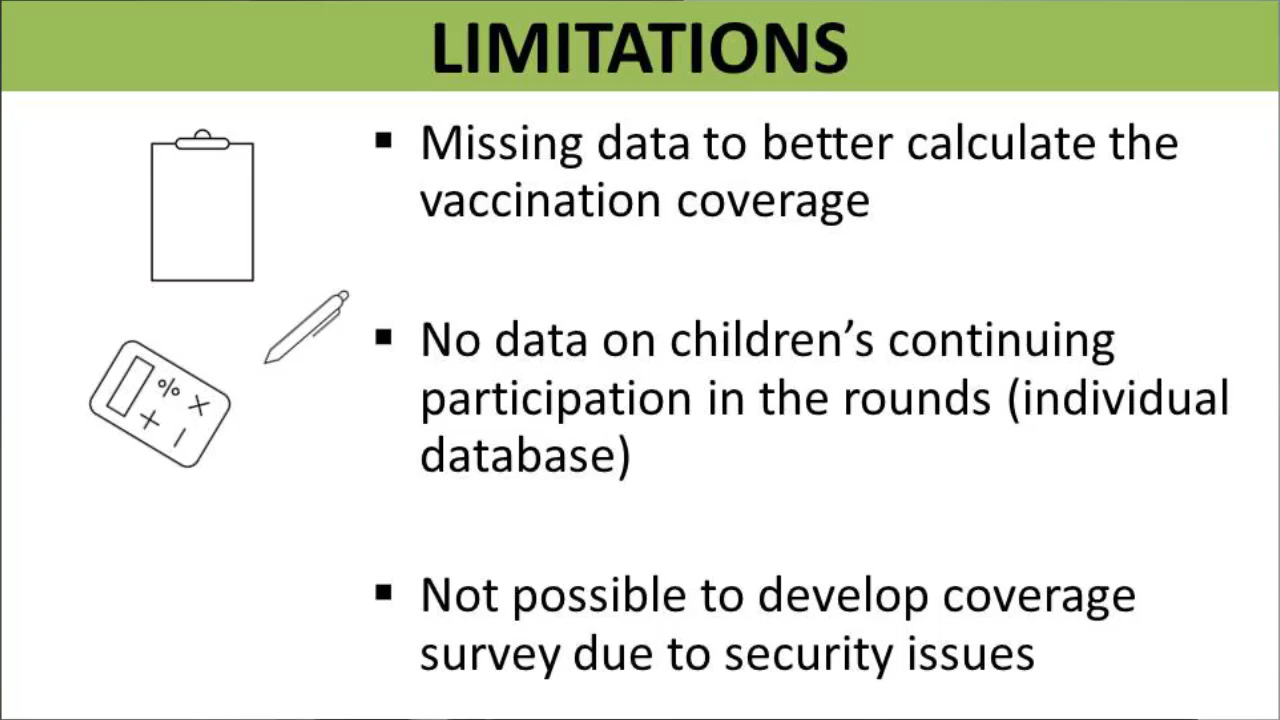 LIMITATIONS
▪ Missing data to better calculate the
vaccination coverage
▪ No data on children’s continuing
participation in the rounds (individual
database)
▪ Not possible to develop coverage
survey due to security issues
% ×
+ −